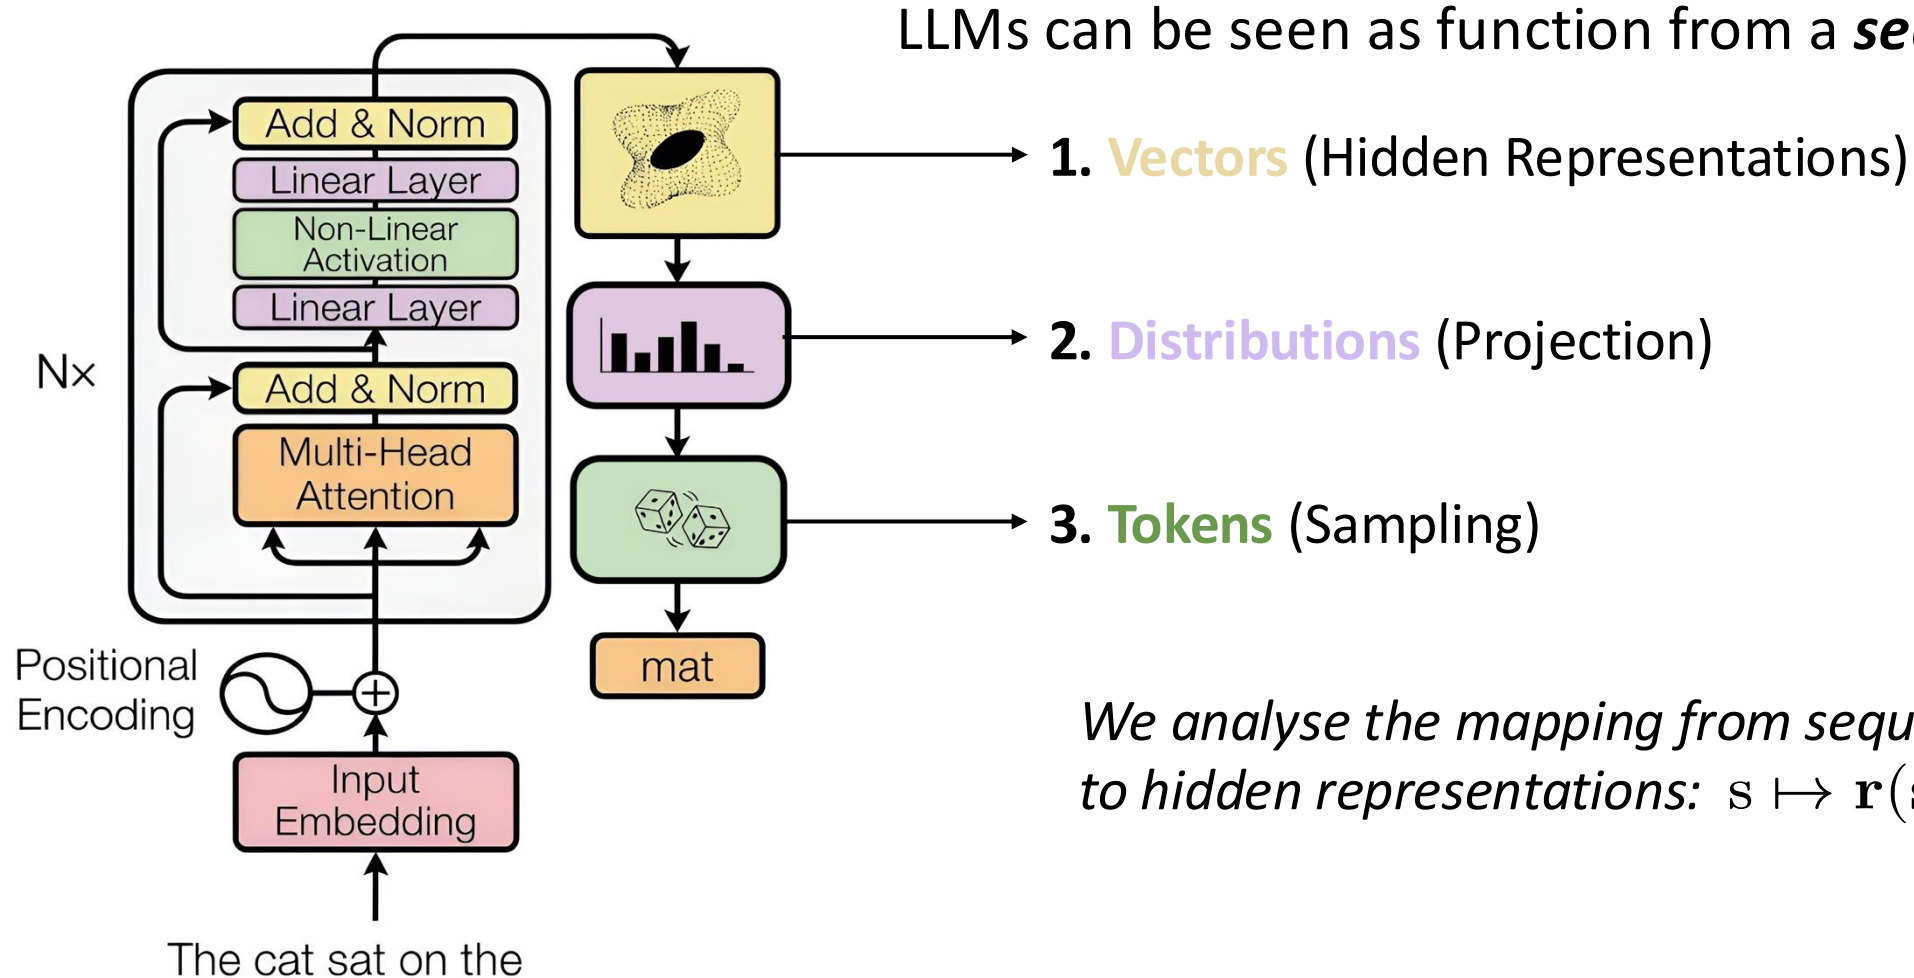 LLMs can be seen as function from a
1. Vectors (Hidden Representations)
2. Distributions (Projection)
3. Tokens (Sampling)
We analyse the mapping from
to hidden representations: s ↦ r(
Add & Norm
Linear Layer
Non-Linear
Activation
Linear Layer
Add & Norm
Multi-Head
Attention
N×
Positional
Encoding
+
Input
Embedding
The cat sat on the
mat